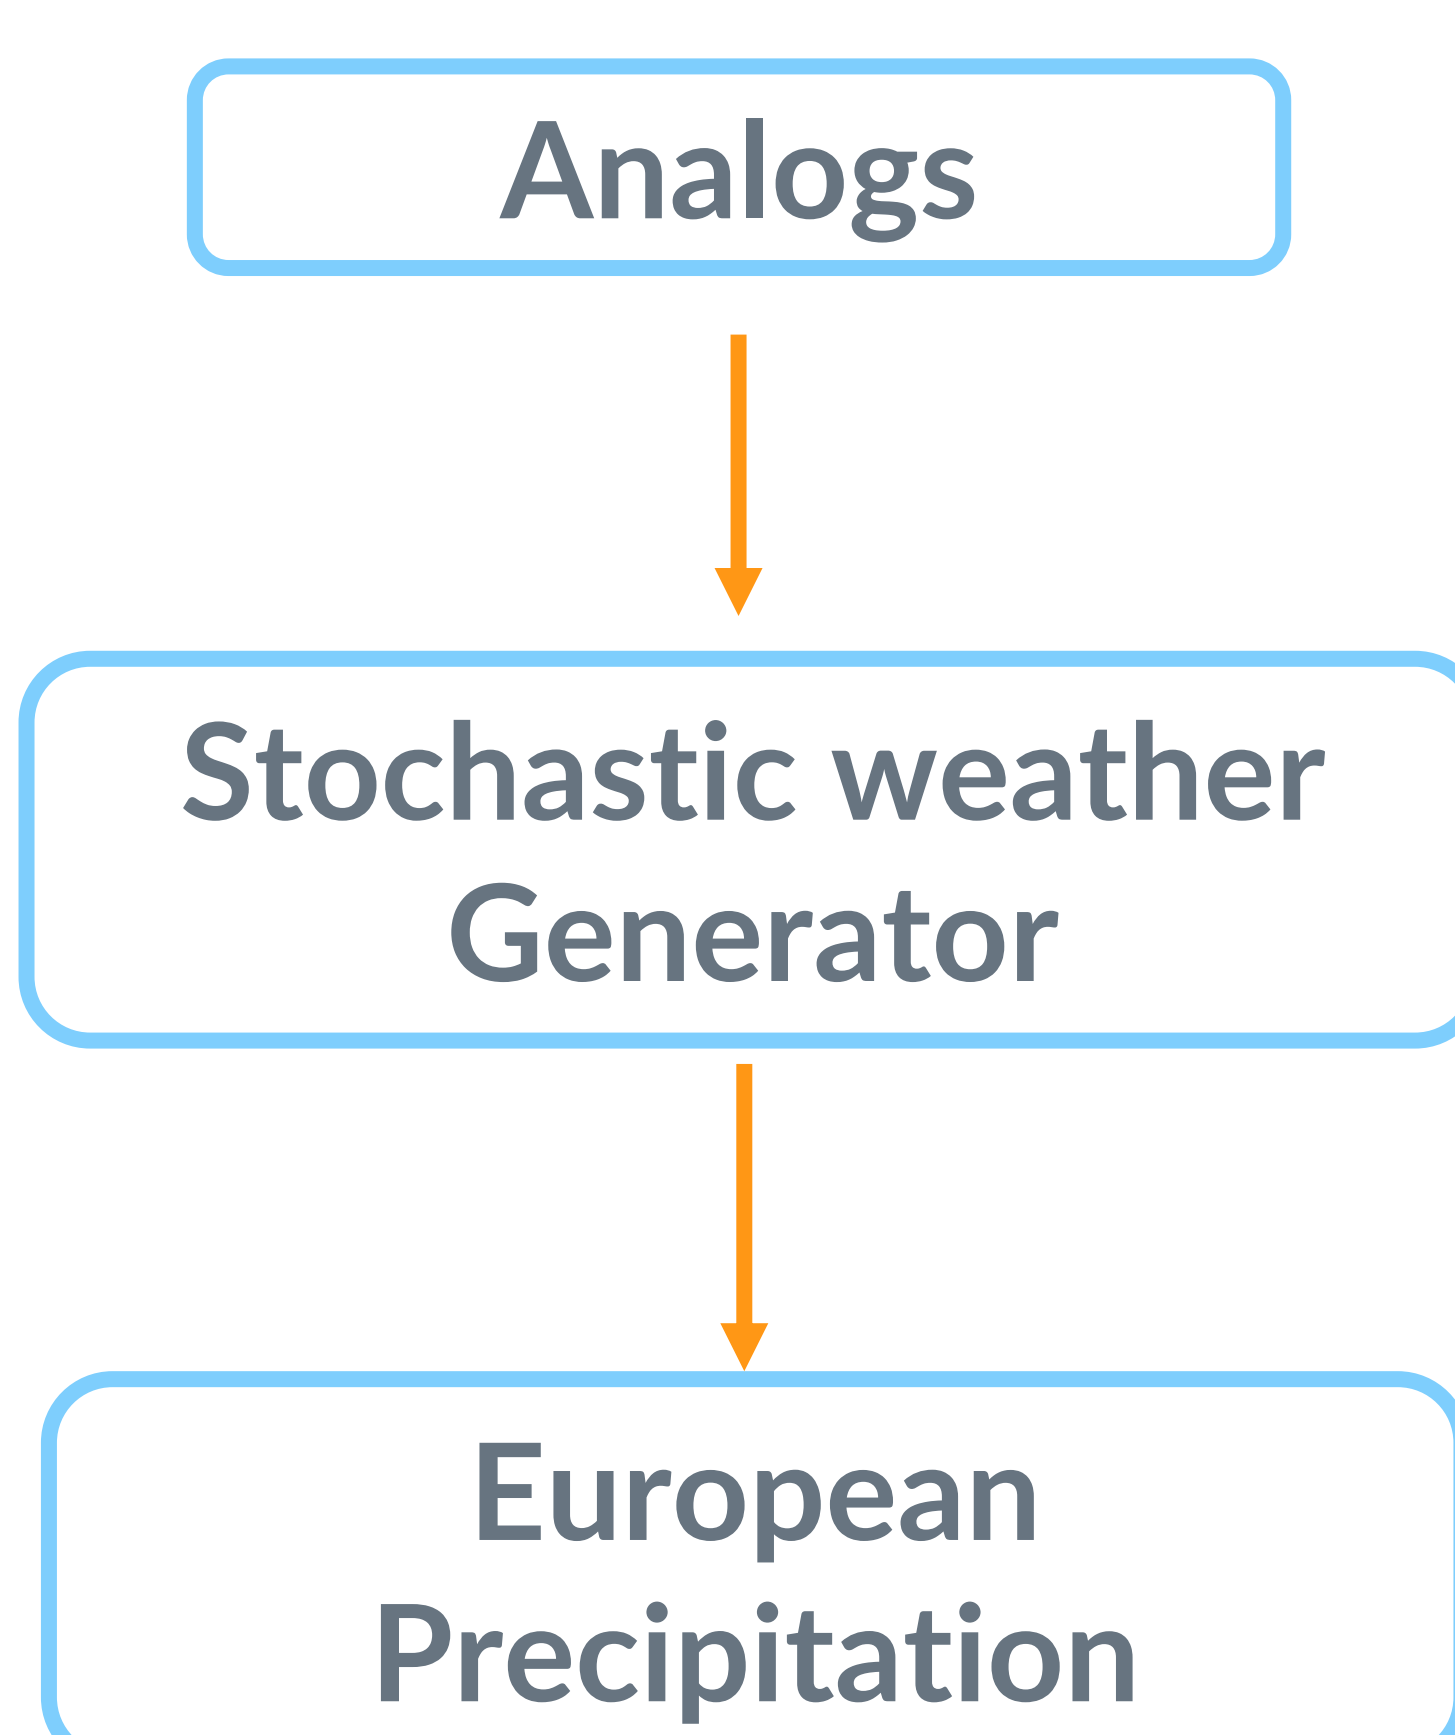 Analogs
Stochastic weather
Generator
European
Precipitation